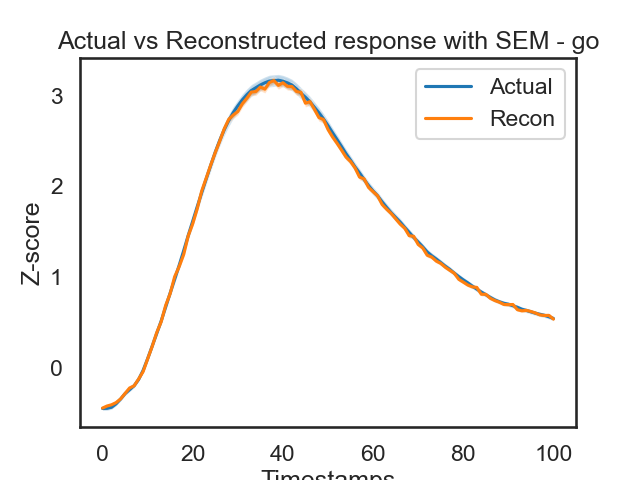 Actual vs Reconstructed response with SEM - go
Actual
Recon
3
2
1
0
Z-score
0 20 40 60 80 100
Timestamps